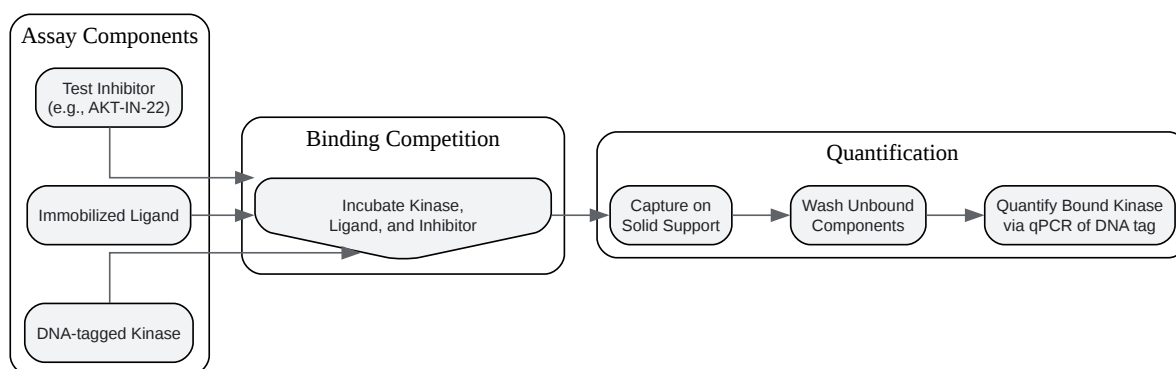 Assay Components
Test Inhibitor
(e.g., AKT-IN-22)
Immobilized Ligand
DNA-tagged Kinase
Binding Competition
Incubate Kinase,
Ligand, and Inhibitor
Quantification
Capture on
Solid Support
Wash Unbound
Components
Quantify Bound Kinase
via qPCR of DNA tag